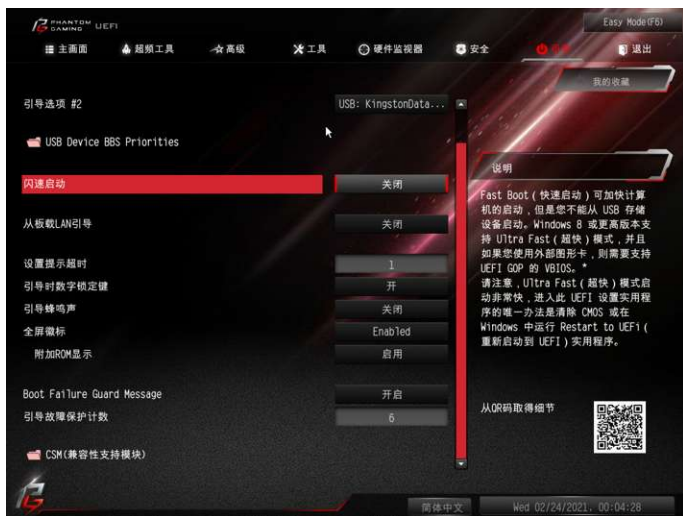 PHANTOM GAMING UEFI
Easy Mode(F6)
主画面 超频工具 高级 工具 硬件监视器 安全 退出
我的收藏
引导选项 #2 USB: KingstonData...
USB Device BBS Priorities
闪速启动 关闭
从板载LAN引导 关闭
设置提示超时 1
引导时数字锁定键 开
引导蜂鸣声 关闭
全屏徽标 Enabled
附加ROM显示 启用
Boot Failure Guard Message 开启
引导故障保护计数 6
CSM(兼容性支持模块)
说明
Fast Boot ( 快速启动 ) 可加快计算
机的启动 , 但是您不能从 USB 存储
设备启动。Windows 8 或更高版本支
持 Ultra Fast ( 超快 ) 模式 , 并且
如果您使用外部图形卡 , 则需要支持
UEFI GOP 的 VBIOS。*
请注意 , Ultra Fast ( 超快 ) 模式启
动非常快 , 进入此 UEFI 设置实用程
序的唯一办法是清除 CMOS 或在
Windows 中运行 Restart to UEFi (
重新启动到 UEFI ) 实用程序。
从QR码取得细节
简体中文 Wed 02/24/2021, 00:04:28